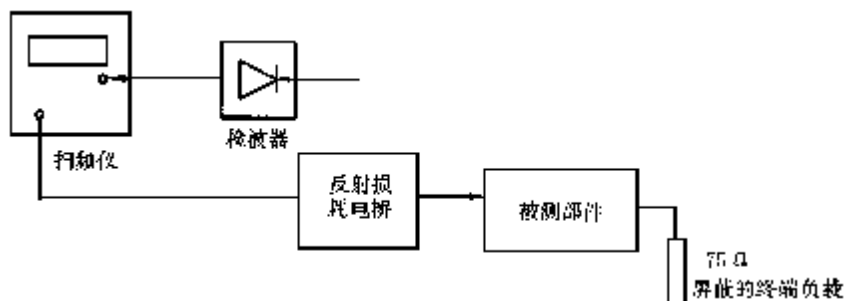 检波器
扫频仪
反射损
耗电桥
被测部件
75 Ω
屏蔽的终端负载